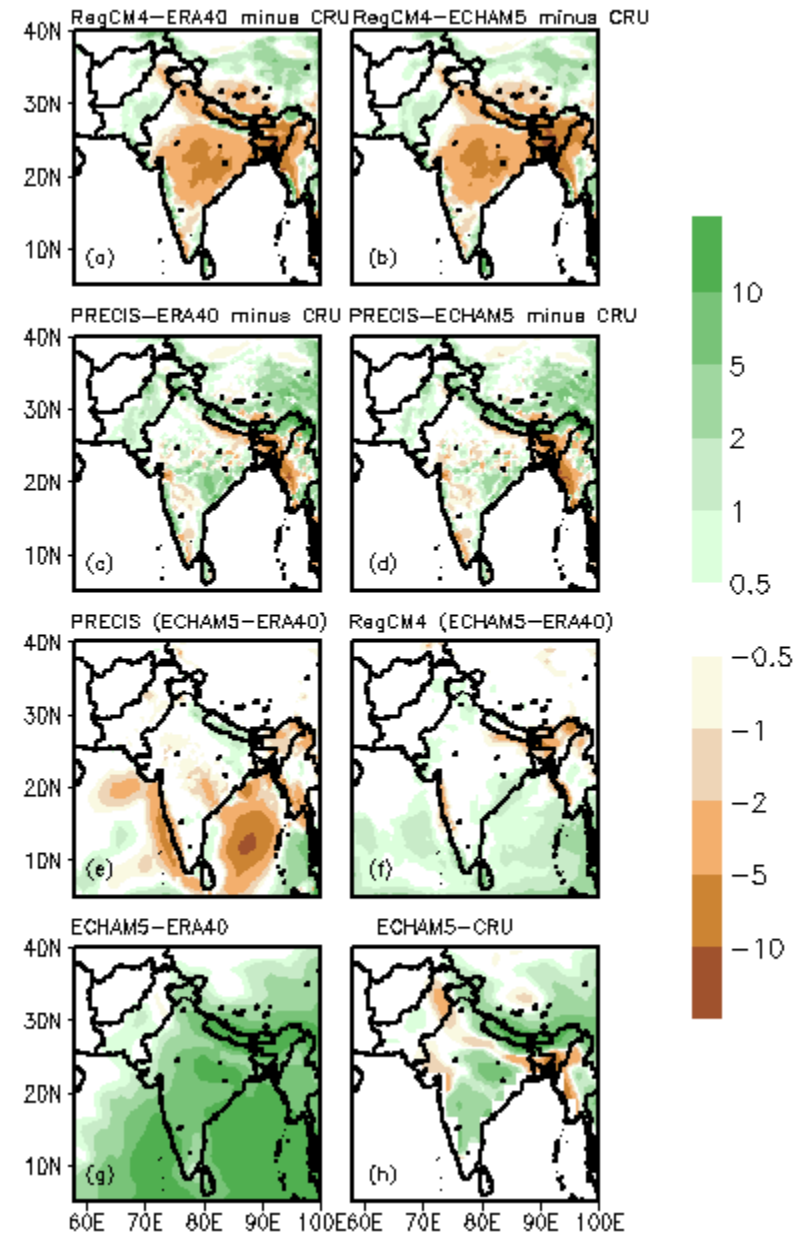 RegCM4-ERA40 minus CRU RegCM4-ECHAM5 minus CRU
40N
30N
20N
10N
(a) (b)
PRECIS-ERA40 minus CRU PRECIS-ECHAM5 minus CRU
40N
30N
20N
10N
(c) (d)
PRECIS (ECHAM5-ERA40) RegCM4 (ECHAM5-ERA40)
40N
30N
20N
10N
(e) (f)
ECHAM5-ERA40 ECHAM5-CRU
40N
30N
20N
10N
(g) (h)
60E 70E 80E 90E 100E 60E 70E 80E 90E 100E
10
5
2
1
0.5
-0.5
-1
-2
-5
-10